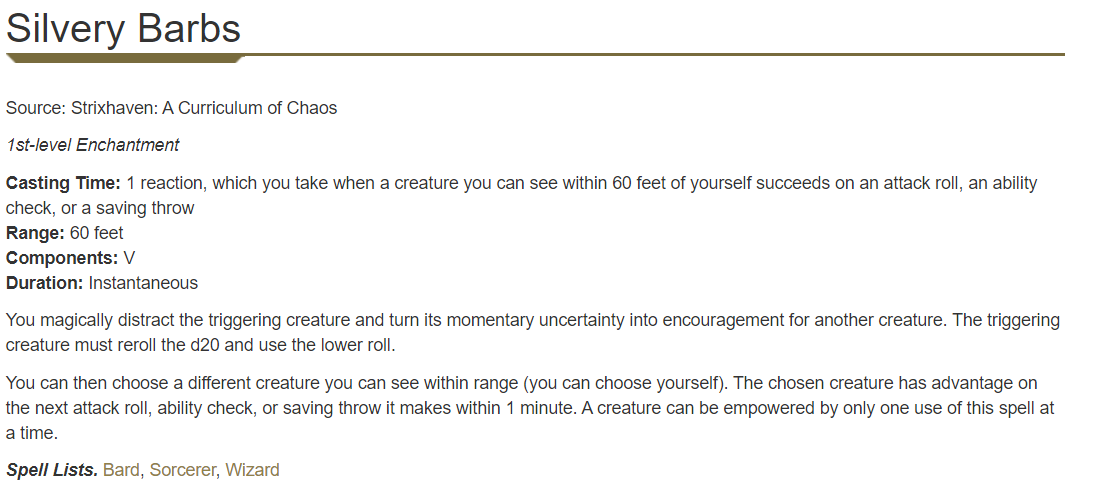 Silvery Barbs
Source: Strixhaven: A Curriculum of Chaos
1st-level Enchantment
Casting Time: 1 reaction, which you take when a creature you can see within 60 feet of yourself succeeds on an attack roll, an ability
check, or a saving throw
Range: 60 feet
Components: V
Duration: Instantaneous
You magically distract the triggering creature and turn its momentary uncertainty into encouragement for another creature. The triggering
creature must reroll the d20 and use the lower roll.
You can then choose a different creature you can see within range (you can choose yourself). The chosen creature has advantage on
the next attack roll, ability check, or saving throw it makes within 1 minute. A creature can be empowered by only one use of this spell at
a time.
Spell Lists. Bard, Sorcerer, Wizard